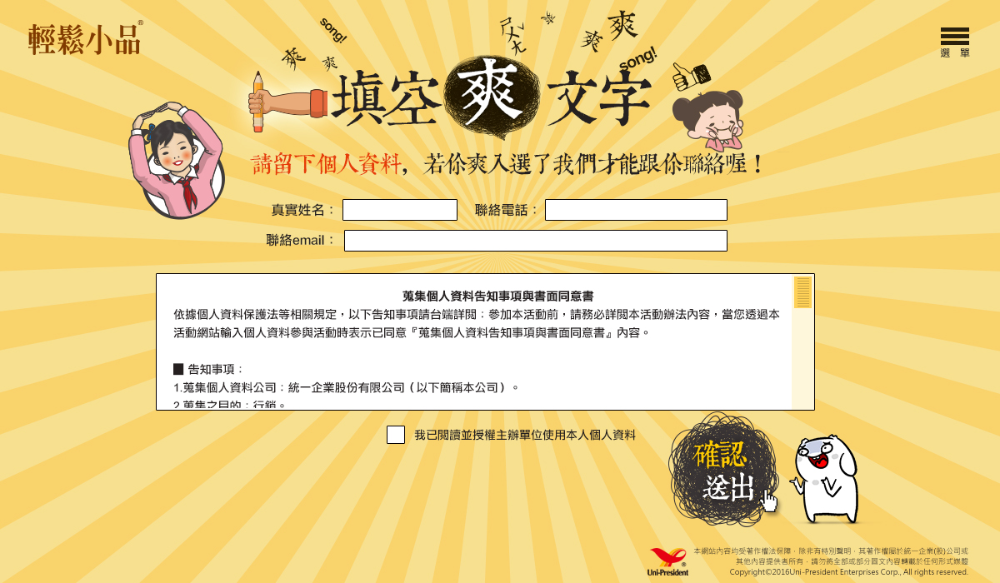 輕鬆小品®
選 單
song!
爽
爽
ㄕㄨㄤ
爽
爽
song!
填空爽文字
請留下個人資料，若你爽入選了我們才能跟你聯絡喔！
真實姓名：
聯絡電話：
聯絡email：
蒐集個人資料告知事項與書面同意書
依據個人資料保護法等相關規定，以下告知事項請台端詳閱：參加本活動前，請務必詳閱本活動辦法內容，當您透過本
活動網站輸入個人資料參與活動時表示已同意『蒐集個人資料告知事項與書面同意書』內容。
■ 告知事項：
1.蒐集個人資料公司：統一企業股份有限公司（以下簡稱本公司）。
2.蒐集之目的：行銷。
我已閱讀並授權主辦單位使用本人個人資料
確認
送出
Uni-President
本網站內容均受著作權法保障，除非有特別聲明，其著作權屬於統一企業(股)公司或
其他內容提供者所有，請勿將全部或部分圖文內容轉載於任何形式媒體
Copyright©2016Uni-President Enterprises Corp., All rights reserved.